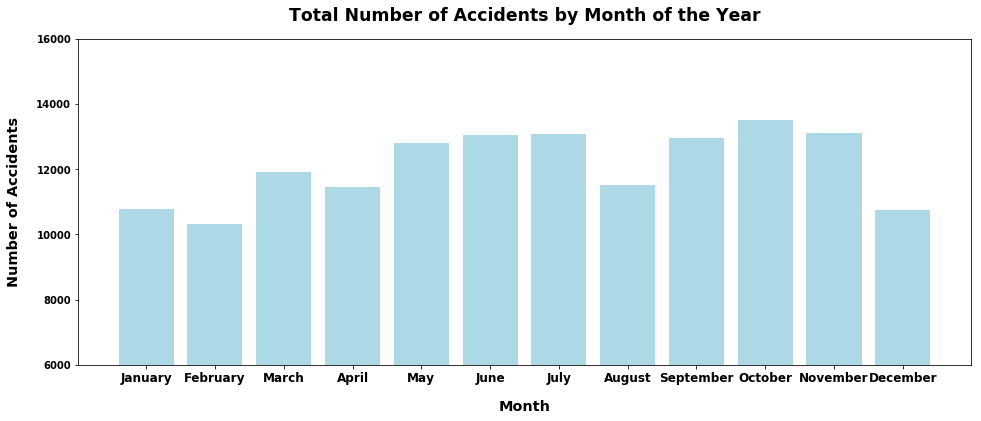 Total Number of Accidents by Month of the Year
Number of Accidents
16000
14000
12000
10000
8000
6000
January February March April May June July August September October November December
Month